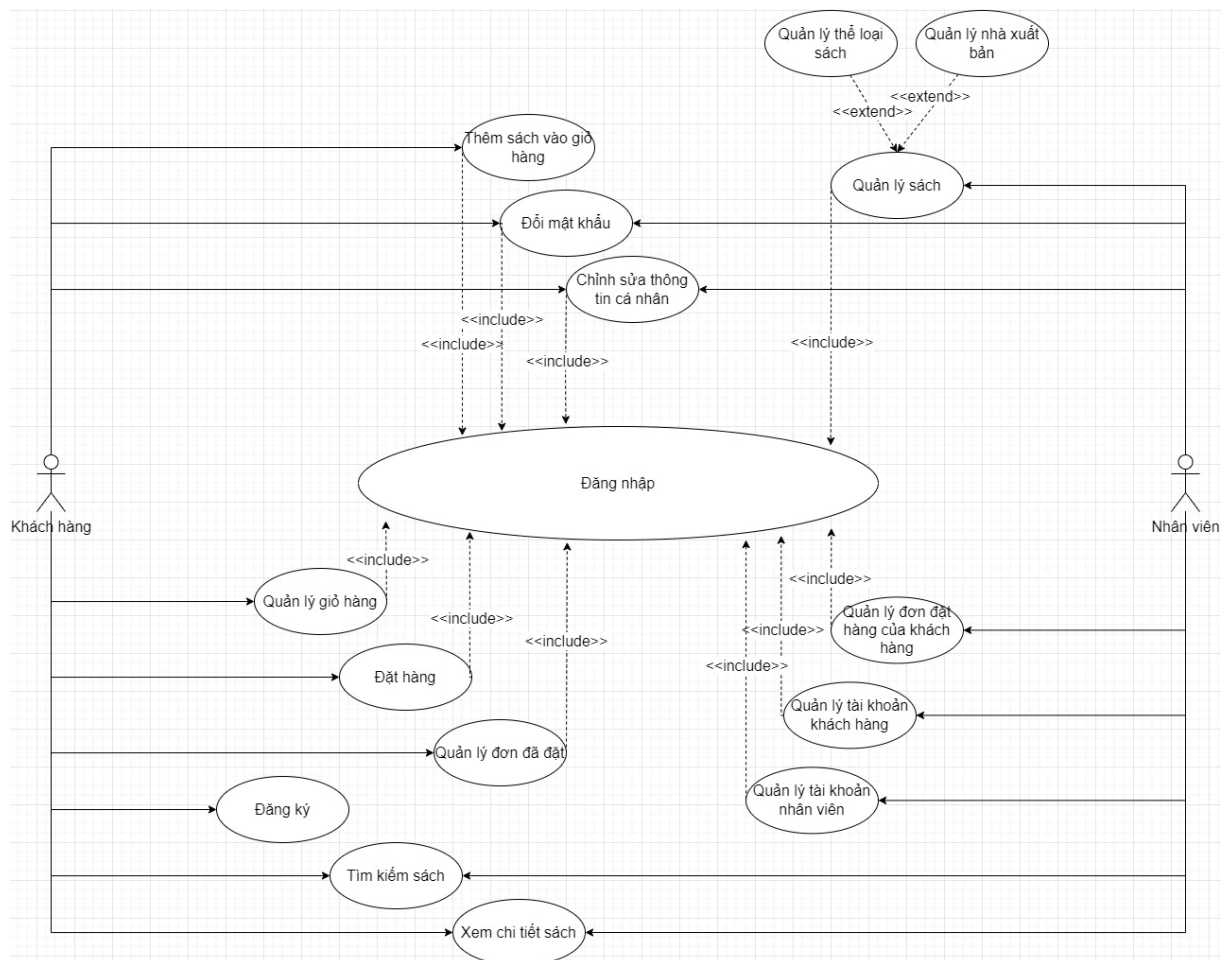 Quản lý thể loại
sách
Quản lý nhà xuất
bản
<<extend>>
<<extend>>
Thêm sách vào giỏ
hàng
Quản lý sách
Đổi mật khẩu
Chỉnh sửa thông
tin cá nhân
<<include>>
<<include>>
<<include>>
<<include>>
Đăng nhập
Khách hàng
Nhân viên
<<include>>
<<include>>
Quản lý giỏ hàng
Quản lý đơn đặt
hàng của khách
hàng
<<include>>
<<include>>
<<include>>
<<include>>
Đặt hàng
Quản lý tài khoản
khách hàng
Quản lý đơn đã đặt
Quản lý tài khoản
nhân viên
Đăng ký
Tìm kiếm sách
Xem chi tiết sách